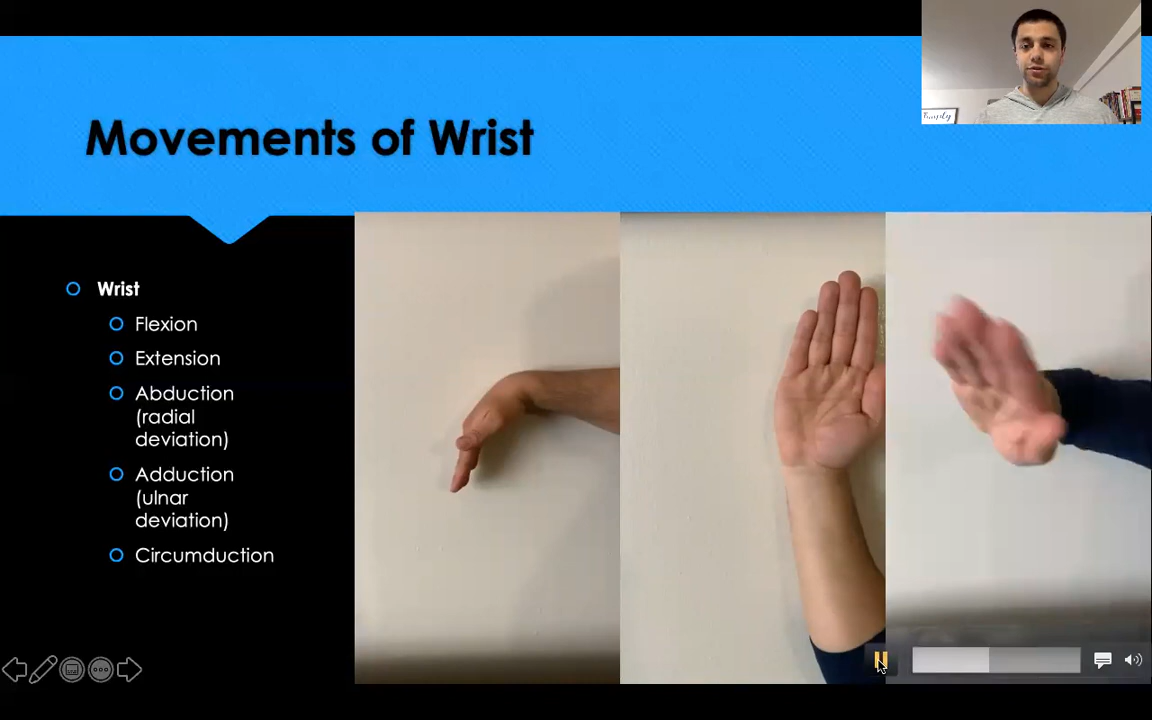 Movements of Wrist
Wrist
Flexion
Extension
Abduction
(radial
deviation)
Adduction
(ulnar
deviation)
Circumduction